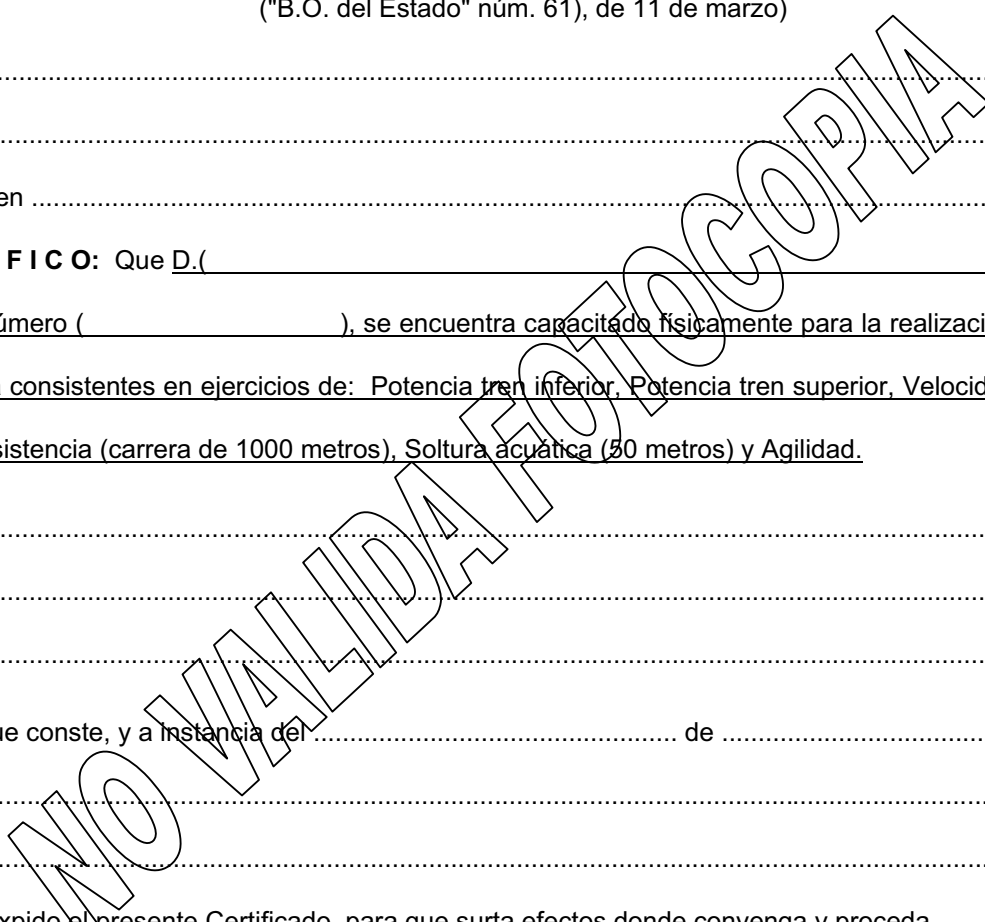 ("B.O. del Estado" núm. 61), de 11 de marzo)
en ..........
F I C O: Que D.(
úmero ( ), se encuentra capacitado físicamente para la realizaci
consistentes en ejercicios de: Potencia tren inferior, Potencia tren superior, Velocid
sistencia (carrera de 1000 metros), Soltura acuática (50 metros) y Agilidad.
ue conste, y a instancia del .......... de ..........
xpido el presente Certificado, para que surta efectos donde convenga y proceda
NO VALIDA FOTOCOPIA